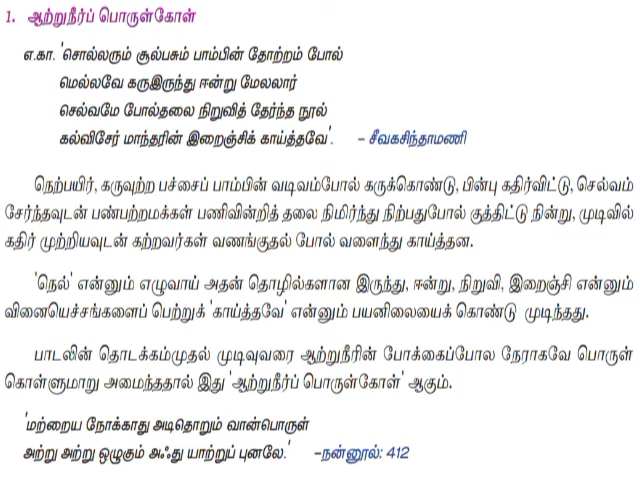 1. ஆற்றுநீர்ப் பொருள்கோள்
எ.கா. 'சொல்லரும் சூல்பசும் பாம்பின் தோற்றம் போல்
மெல்லவே கருஇருந்து ஈன்று மேலலார்
செல்வமே போல்தலை நிறுவித் தேர்ந்த நூல்
கல்விசேர் மாந்தரின் இறைஞ்சிக் காய்த்தவே'. – சீவகசிந்தாமணி
நெற்பயிர், கருவுற்ற பச்சைப் பாம்பின் வடிவம்போல் கருக்கொண்டு, பின்பு கதிர்விட்டு, செல்வம்
சேர்ந்தவுடன் பண்பற்றமக்கள் பணிவின்றித் தலை நிமிர்ந்து நிற்பதுபோல் குத்திட்டு நின்று, முடிவில்
கதிர் முற்றியவுடன் கற்றவர்கள் வணங்குதல் போல் வளைந்து காய்த்தன.
'நெல்' என்னும் எழுவாய் அதன் தொழில்களான இருந்து, ஈன்று, நிறுவி, இறைஞ்சி என்னும்
வினையெச்சங்களைப் பெற்றுக் 'காய்த்தவே' என்னும் பயனிலையைக் கொண்டு முடிந்தது.
பாடலின் தொடக்கம்முதல் முடிவுவரை ஆற்றுநீரின் போக்கைப்போல நேராகவே பொருள்
கொள்ளுமாறு அமைந்ததால் இது 'ஆற்றுநீர்ப் பொருள்கோள்' ஆகும்.
'மற்றைய நோக்காது அடிதொறும் வான்பொருள்
அற்று அற்று ஒழுகும் அஃது யாற்றுப் புனலே.' –நன்னூல்: 412